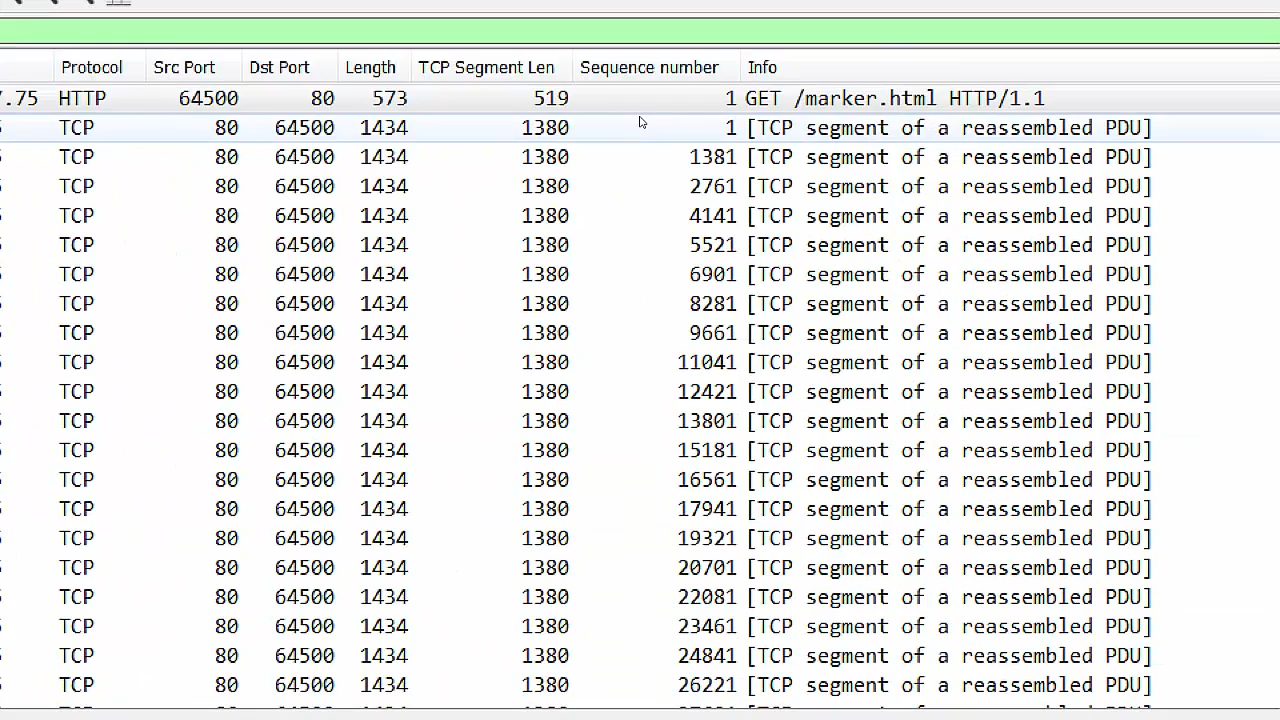 Protocol Src Port Dst Port Length TCP Segment Len Sequence number Info
.75 HTTP 64500 80 573 519 1 GET /marker.html HTTP/1.1
TCP 80 64500 1434 1380 1 [TCP segment of a reassembled PDU]
TCP 80 64500 1434 1380 1381 [TCP segment of a reassembled PDU]
TCP 80 64500 1434 1380 2761 [TCP segment of a reassembled PDU]
TCP 80 64500 1434 1380 4141 [TCP segment of a reassembled PDU]
TCP 80 64500 1434 1380 5521 [TCP segment of a reassembled PDU]
TCP 80 64500 1434 1380 6901 [TCP segment of a reassembled PDU]
TCP 80 64500 1434 1380 8281 [TCP segment of a reassembled PDU]
TCP 80 64500 1434 1380 9661 [TCP segment of a reassembled PDU]
TCP 80 64500 1434 1380 11041 [TCP segment of a reassembled PDU]
TCP 80 64500 1434 1380 12421 [TCP segment of a reassembled PDU]
TCP 80 64500 1434 1380 13801 [TCP segment of a reassembled PDU]
TCP 80 64500 1434 1380 15181 [TCP segment of a reassembled PDU]
TCP 80 64500 1434 1380 16561 [TCP segment of a reassembled PDU]
TCP 80 64500 1434 1380 17941 [TCP segment of a reassembled PDU]
TCP 80 64500 1434 1380 19321 [TCP segment of a reassembled PDU]
TCP 80 64500 1434 1380 20701 [TCP segment of a reassembled PDU]
TCP 80 64500 1434 1380 22081 [TCP segment of a reassembled PDU]
TCP 80 64500 1434 1380 23461 [TCP segment of a reassembled PDU]
TCP 80 64500 1434 1380 24841 [TCP segment of a reassembled PDU]
TCP 80 64500 1434 1380 26221 [TCP segment of a reassembled PDU]